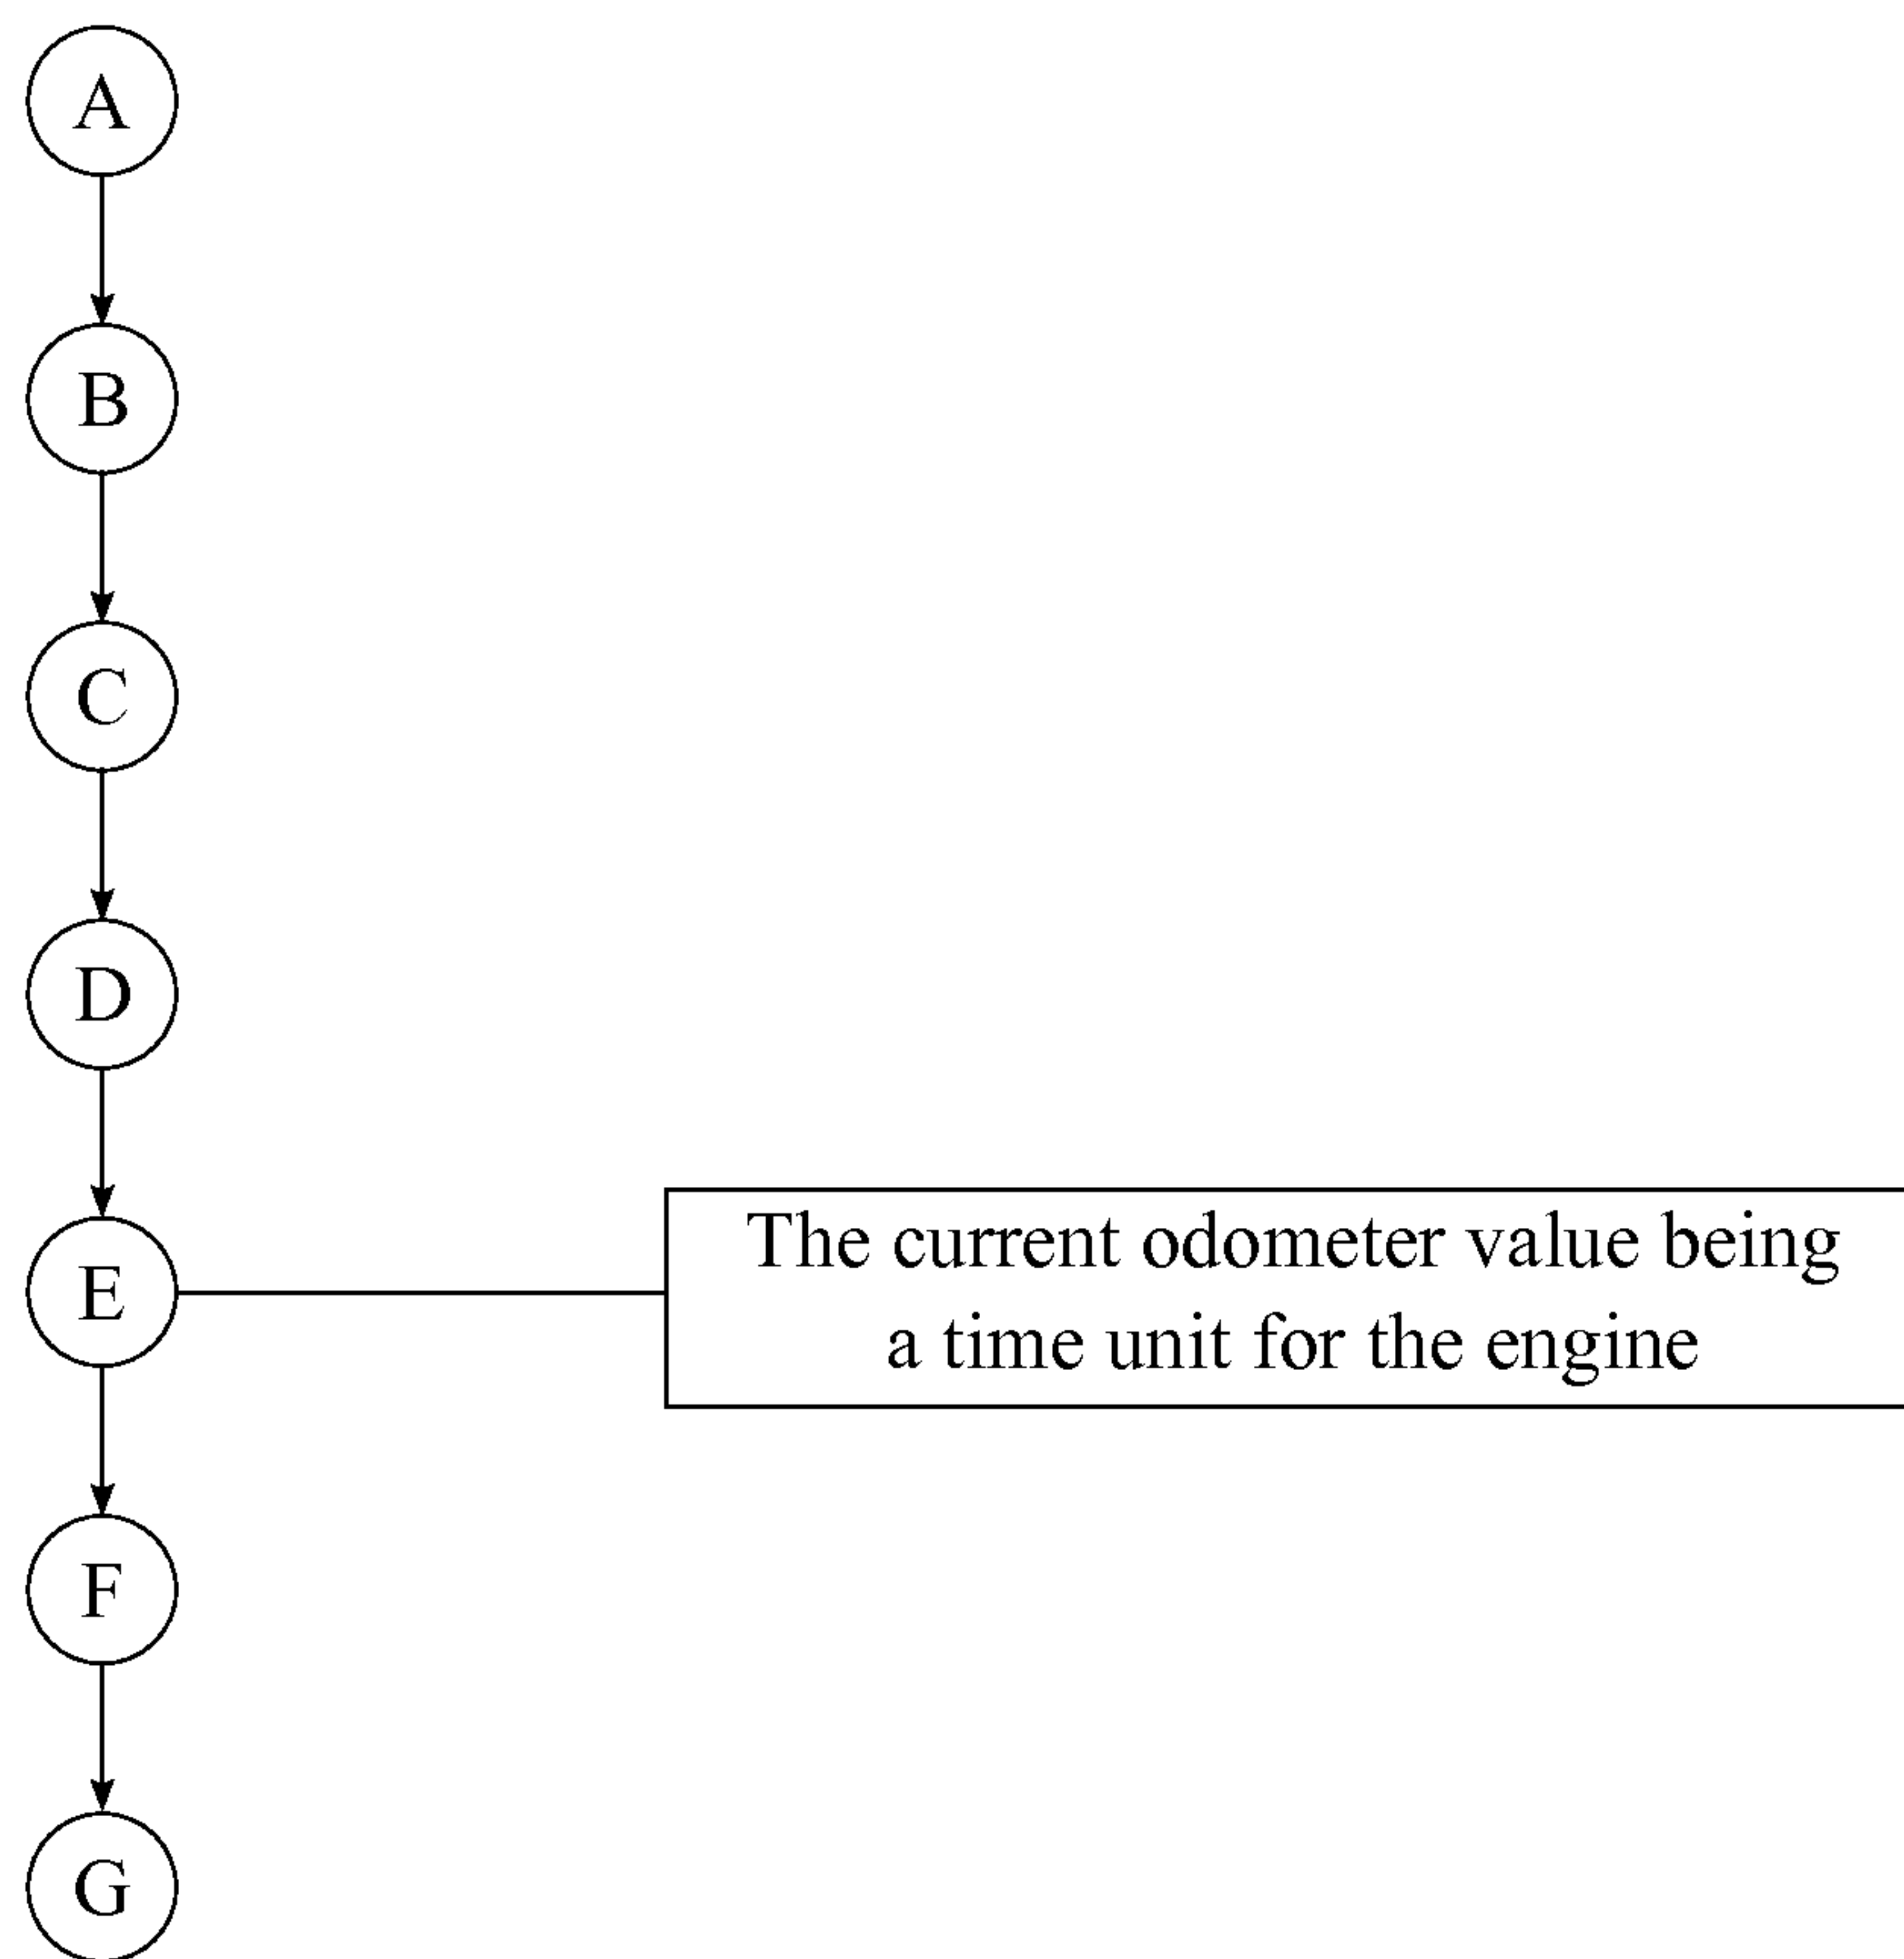 A
B
C
D
E
The current odometer value being
a time unit for the engine
F
G